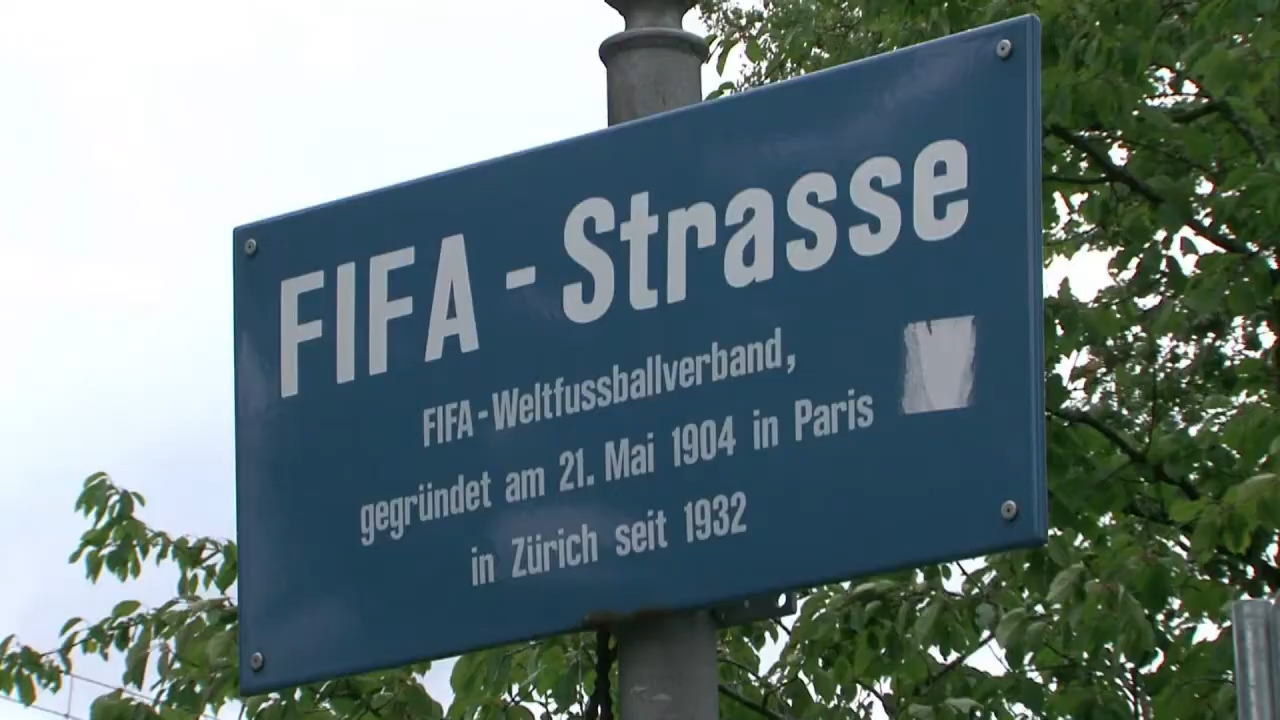 FIFA - Strasse
FIFA - Weltfussballverband,
gegründet am 21. Mai 1904 in Paris
in Zürich seit 1932